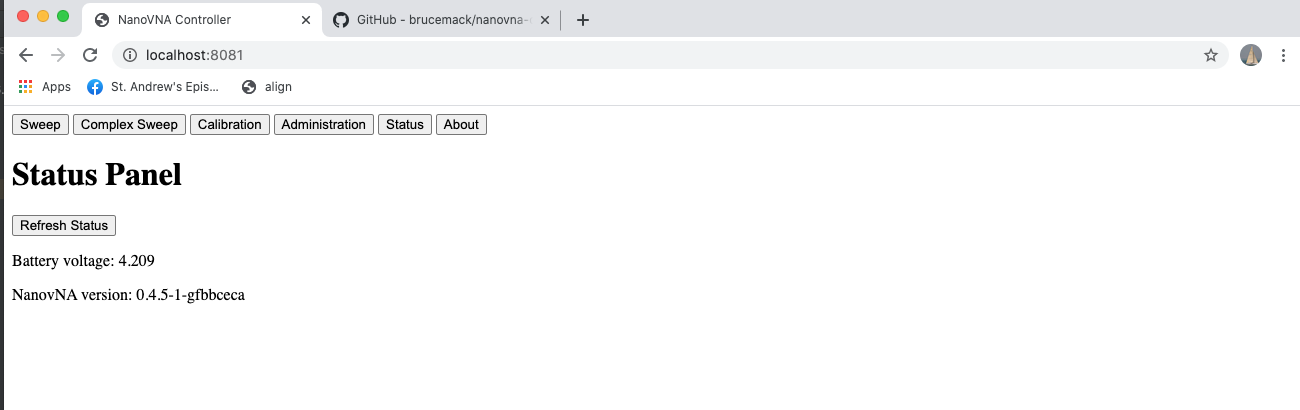 NanoVNA Controller GitHub - brucemack/nanovna-
localhost:8081
Apps St. Andrew's Epis... align
Sweep Complex Sweep Calibration Administration Status About
Status Panel
Refresh Status
Battery voltage: 4.209
NanovNA version: 0.4.5-1-gfbbceca